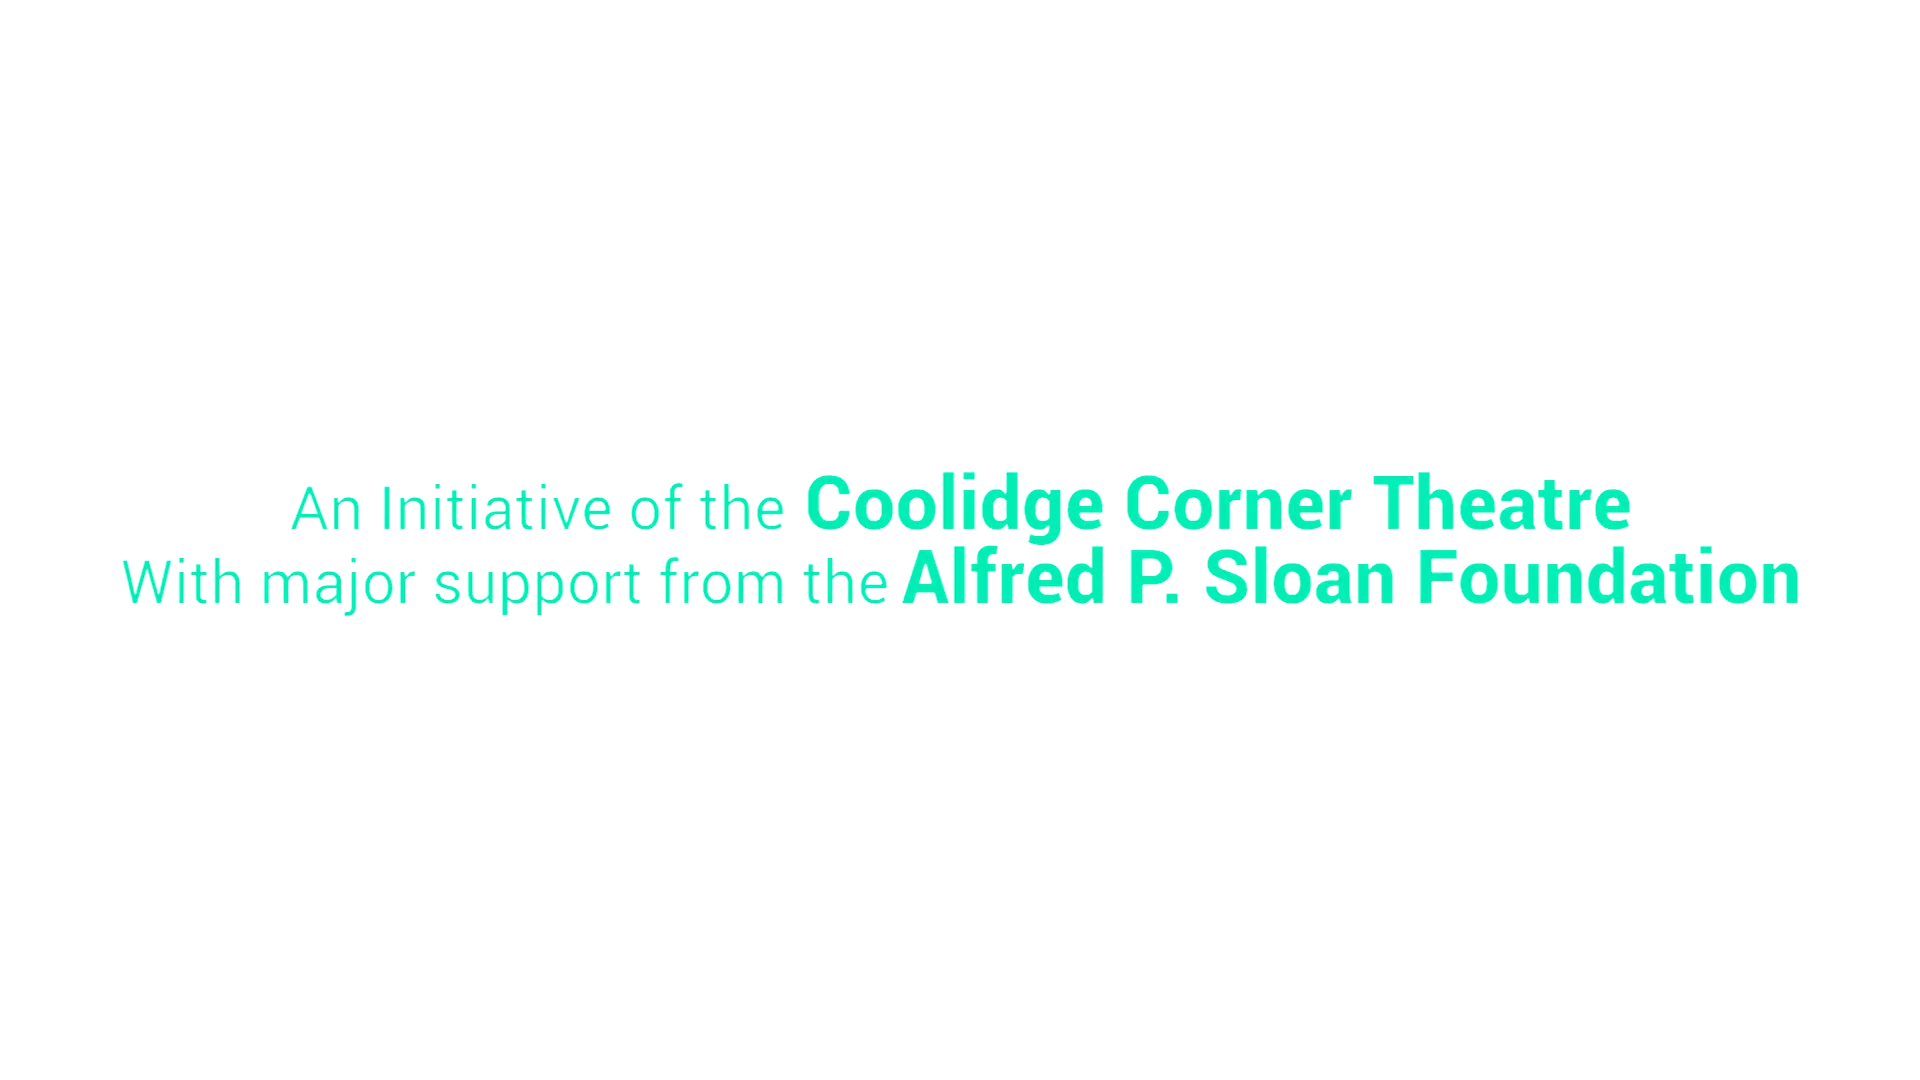 An Initiative of the Coolidge Corner Theatre
With major support from the Alfred P. Sloan Foundation